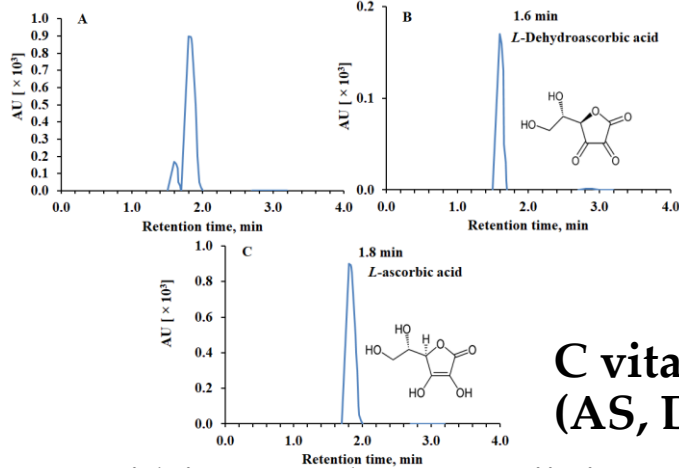 A
1.0
0.9
0.8
0.7
0.6
0.5
0.4
0.3
0.2
0.1
0.0
AU [ × 10³]
0.0 1.0 2.0 3.0 4.0
Retention time, min
B
0.2
0.1
0.0
AU [ × 10³]
1.6 min
L-Dehydroascorbic acid
HO
HO
O
O
O
O
0.0 1.0 2.0 3.0 4.0
Retention time, min
C
1.0
0.8
0.6
0.4
0.2
0.0
AU [ × 10³]
1.8 min
L-ascorbic acid
HO
H
HO
O
O
HO
OH
0.0 1.0 2.0 3.0 4.0
Retention time, min
C vita
(AS, D